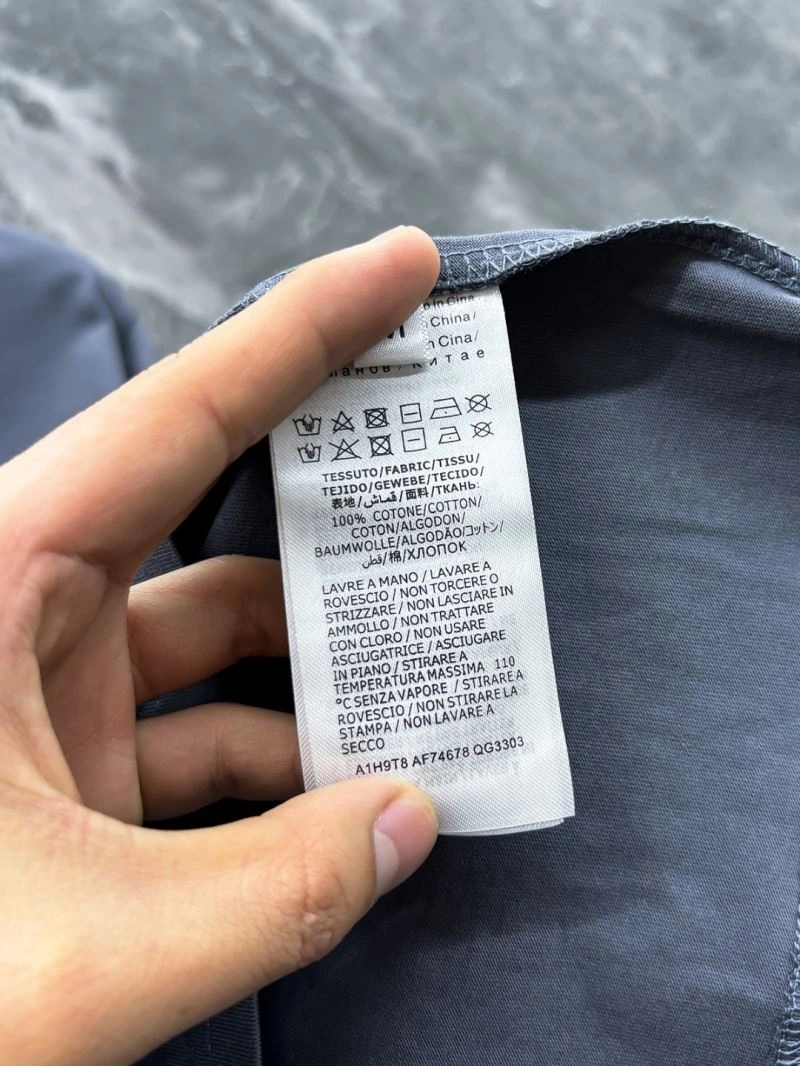 in Cina
China/
n Cina/
Китае
TESSUTO/FABRIC/TISSU/
TEJIDO/GEWEBE/TECIDO/
表地/قماش/面料/ТКАНЬ:
100% COTONE/COTTON/
COTON/ALGODON/
BAUMWOLLE/ALGODÃO/コットン/
قطن/棉/ХЛОПОК
LAVRE A MANO / LAVARE A
ROVESCIO / NON TORCERE O
STRIZZARE / NON LASCIARE IN
AMMOLLO / NON TRATTARE
CON CLORO / NON USARE
ASCIUGATRICE / ASCIUGARE
IN PIANO / STIRARE A
TEMPERATURA MASSIMA 110
°C SENZA VAPORE / STIRARE A
ROVESCIO / NON STIRARE LA
STAMPA / NON LAVARE A
SECCO
A1H9T8 AF74678 QG3303